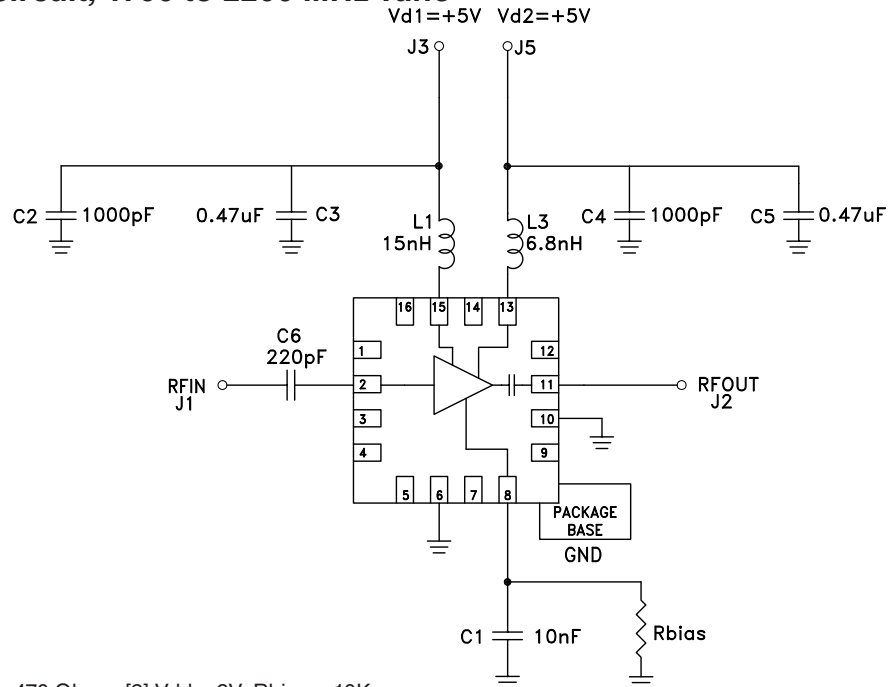 Vd1=+5V Vd2=+5V
J3 J5
C2 1000pF 0.47uF C3 L1 15nH L3 6.8nH C4 1000pF C5 0.47uF
16 15 14 13
C6
220pF
1 12
RFIN 2 11 RFOUT
J1 J2
3 10
4 9
5 6 7 8
PACKAGE
BASE
GND
C1 10nF Rbias